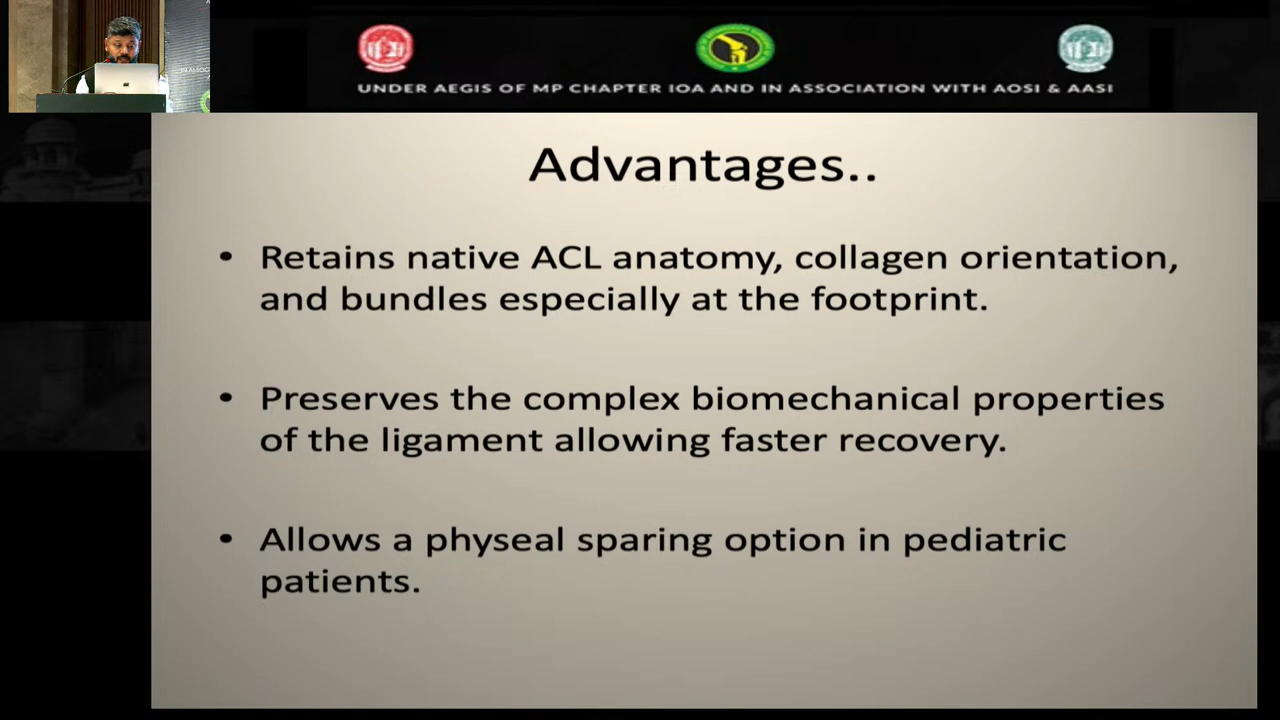 UNDER AEGIS OF MP CHAPTER IOA AND IN ASSOCIATION WITH AOSI & AASI
Advantages..
• Retains native ACL anatomy, collagen orientation,
and bundles especially at the footprint.
• Preserves the complex biomechanical properties
of the ligament allowing faster recovery.
• Allows a physeal sparing option in pediatric
patients.